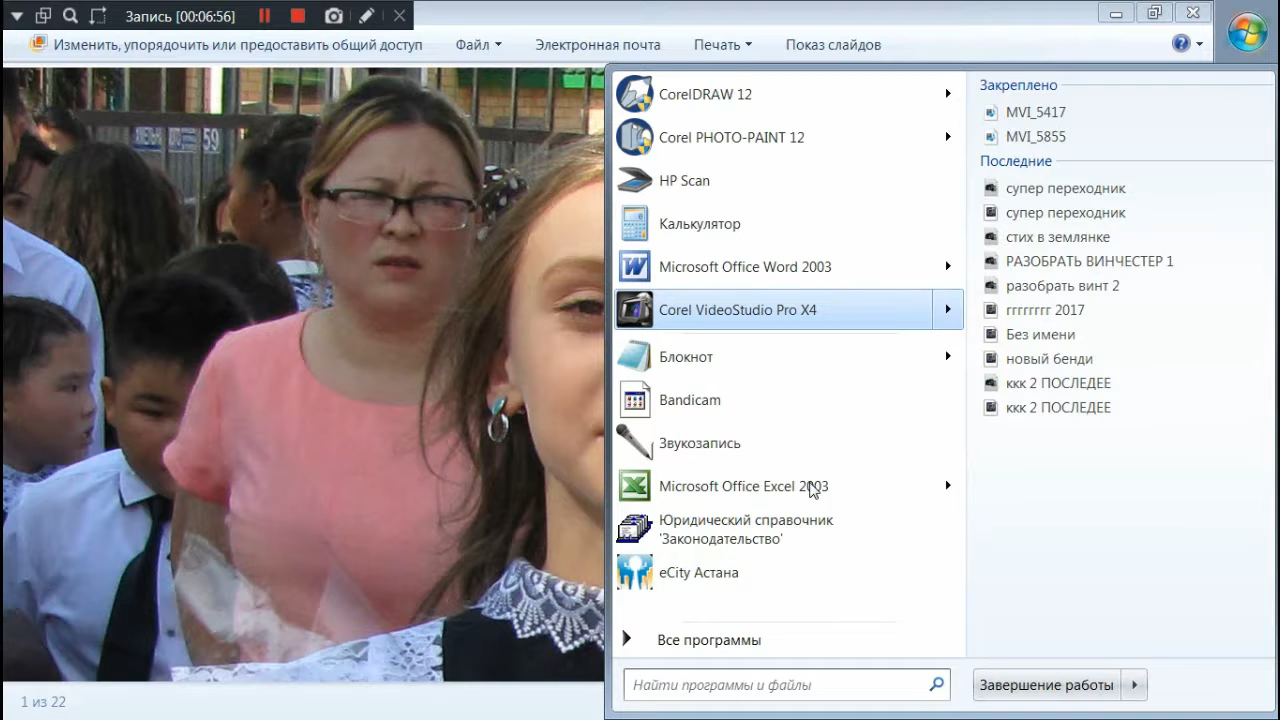 Запись [00:06:56]
Изменить, упорядочить или предоставить общий доступ
Файл
Электронная почта
Печать
Показ слайдов
59
CorelDRAW 12
Corel PHOTO-PAINT 12
HP Scan
Калькулятор
Microsoft Office Word 2003
Corel VideoStudio Pro X4
Блокнот
Bandicam
Звукозапись
Microsoft Office Excel 2003
Юридический справочник
'Законодательство'
eCity Астана
Все программы
Найти программы и файлы
Закреплено
MVI_5417
MVI_5855
Последние
супер переходник
супер переходник
стих в землянке
РАЗОБРАТЬ ВИНЧЕСТЕР 1
разобрать винт 2
гггггггг 2017
Без имени
новый бенди
ккк 2 ПОСЛЕДЕЕ
ккк 2 ПОСЛЕДЕЕ
Завершение работы
1 из 22